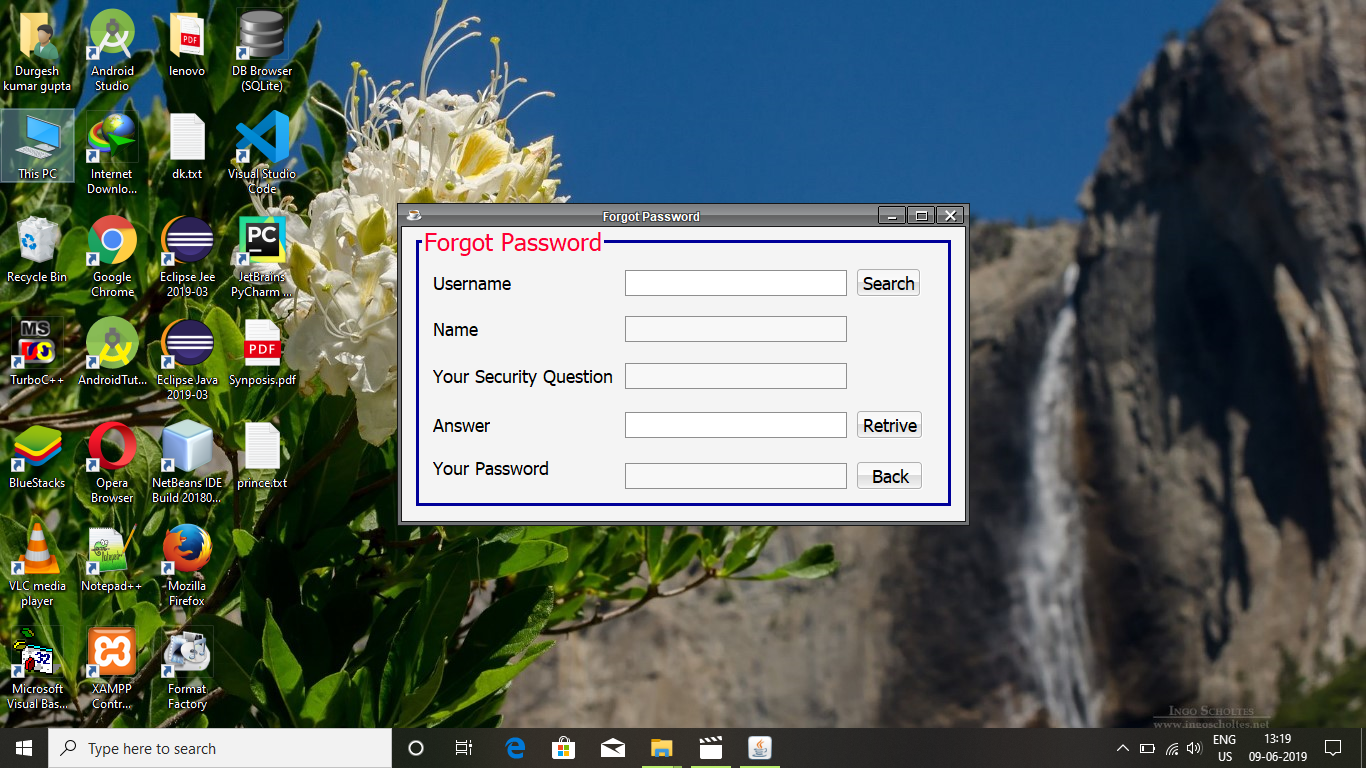 Durgesh
kumar gupta
Android
Studio
lenovo
DB Browser
(SQLite)
This PC
Internet
Downlo...
dk.txt
Visual Studio
Code
Recycle Bin
Google
Chrome
Eclipse Jee
2019-03
PC
JetBrains
PyCharm ...
MS
TurboC++
AndroidTut...
Eclipse Java
2019-03
PDF
Synposis.pdf
BlueStacks
Opera
Browser
NetBeans IDE
Build 20180...
prince.txt
VLC media
player
Notepad++
Mozilla
Firefox
Microsoft
Visual Bas...
XAMPP
Contr...
Format
Factory
Forgot Password
Forgot Password
Username
Search
Name
Your Security Question
Answer
Retrive
Your Password
Back
Ingo Scholtes
www.ingoscholtes.net
Type here to search
ENG
US
13:19
09-06-2019